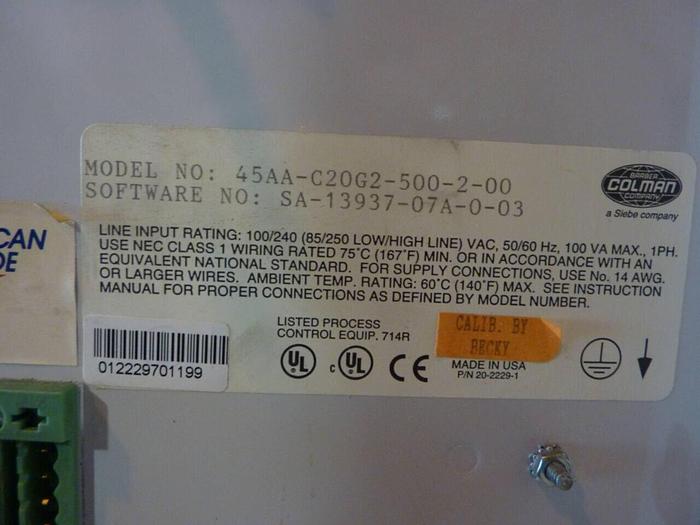 MODEL NO: 45AA-C20G2-500-2-00
SOFTWARE NO: SA-13937-07A-0-03
BARBER
COLMAN
COMPANY
a Siebe company
LINE INPUT RATING: 100/240 (85/250 LOW/HIGH LINE) VAC, 50/60 Hz, 100 VA MAX., 1PH.
USE NEC CLASS 1 WIRING RATED 75°C (167°F) MIN. OR IN ACCORDANCE WITH AN
EQUIVALENT NATIONAL STANDARD. FOR SUPPLY CONNECTIONS, USE No. 14 AWG.
OR LARGER WIRES. AMBIENT TEMP. RATING: 60°C (140°F) MAX. SEE INSTRUCTION
MANUAL FOR PROPER CONNECTIONS AS DEFINED BY MODEL NUMBER.
CAN
DE
012229701199
LISTED PROCESS
CONTROL EQUIP. 714R
UL
c UL
CE
CALIB. BY
BECKY
MADE IN USA
P/N 20-2229-1